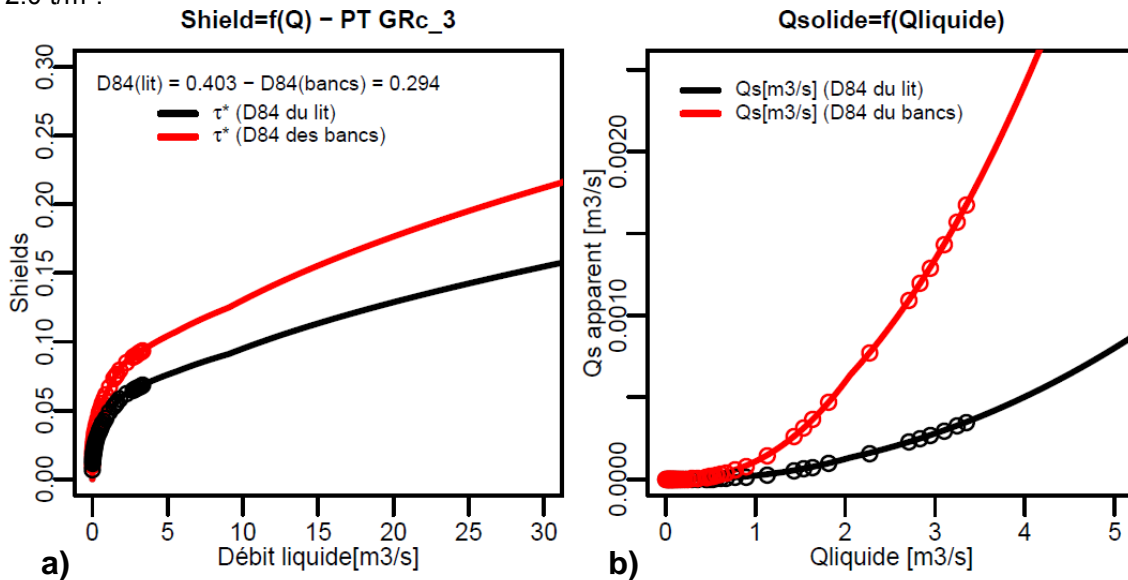 2.6 t/m³.
Shield=f(Q) − PT GRc_3
D84(lit) = 0.403 − D84(bancs) = 0.294
τ* (D84 du lit)
τ* (D84 des bancs)
Shields
0.00 0.05 0.10 0.15 0.20 0.25 0.30
0 5 10 15 20 25 30
Débit liquide[m3/s]
a)
Qsolide=f(Qliquide)
Qs[m3/s] (D84 du lit)
Qs[m3/s] (D84 du bancs)
Qs apparent [m3/s]
0.0000 0.0010 0.0020
0 1 2 3 4 5
Qliquide [m3/s]
b)